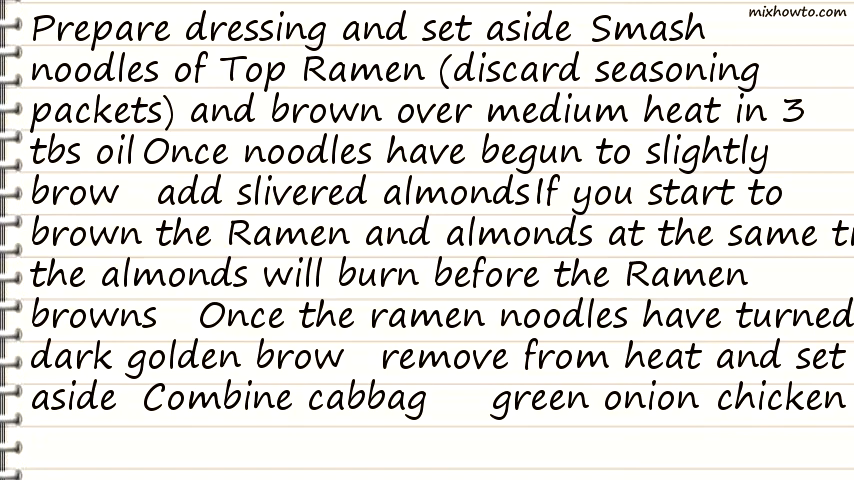 mixhowto.com
Prepare dressing and set aside Smash
noodles of Top Ramen (discard seasoning
packets) and brown over medium heat in 3
tbs oil Once noodles have begun to slightly
brow add slivered almondsIf you start to
brown the Ramen and almonds at the same ti
the almonds will burn before the Ramen
browns Once the ramen noodles have turned
dark golden brow remove from heat and set
aside Combine cabbag green onion chicken